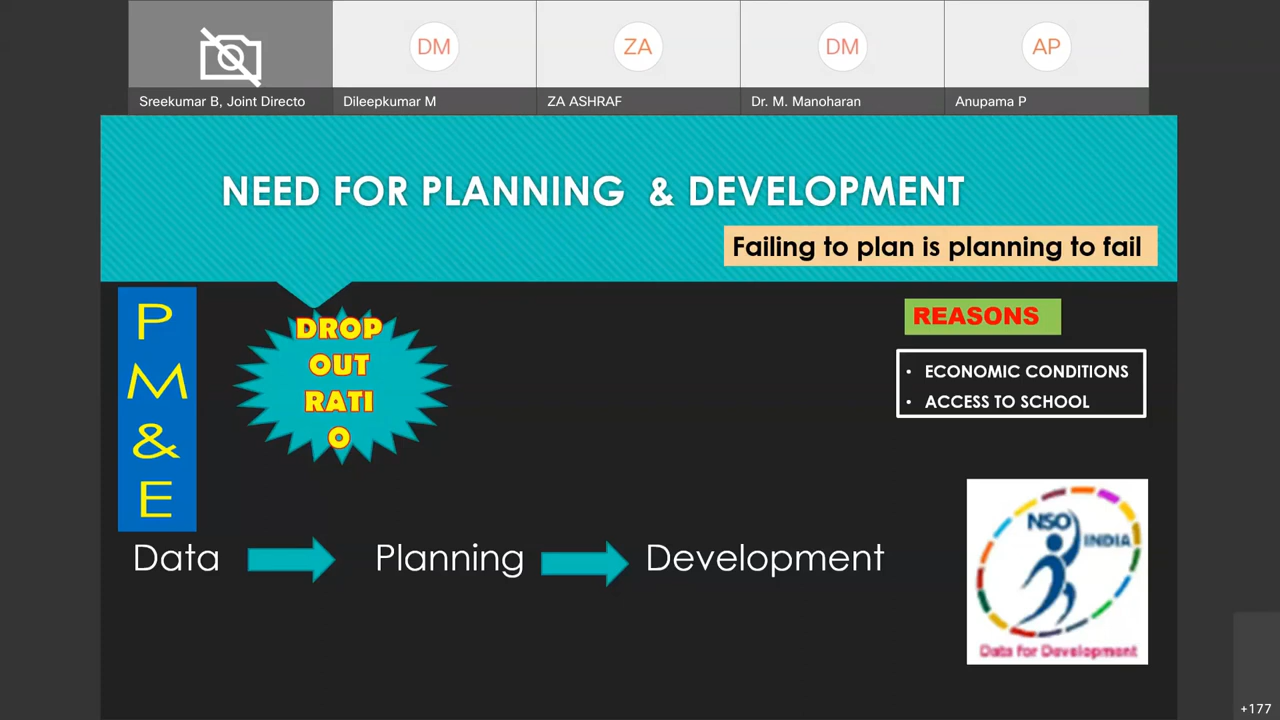 DM
ZA
DM
AP
Sreekumar B, Joint Directo
Dileepkumar M
ZA ASHRAF
Dr. M. Manoharan
Anupama P
NEED FOR PLANNING & DEVELOPMENT
Failing to plan is planning to fail
P
M
&
E
DROP
OUT
RATI
O
REASONS
• ECONOMIC CONDITIONS
• ACCESS TO SCHOOL
Data
Planning
Development
NSO
INDIA
Data for Development
+177